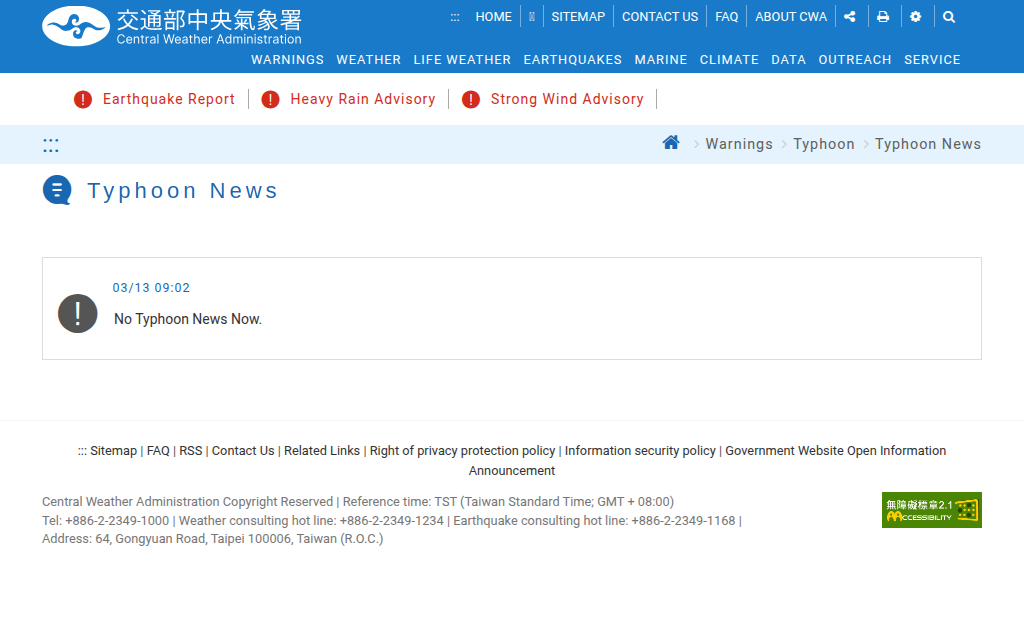 交通部中央氣象署
Central Weather Administration
::: HOME SITEMAP CONTACT US FAQ ABOUT CWA
WARNINGS WEATHER LIFE WEATHER EARTHQUAKES MARINE CLIMATE DATA OUTREACH SERVICE
Earthquake Report Heavy Rain Advisory Strong Wind Advisory
::: Warnings Typhoon Typhoon News
Typhoon News
03/13 09:02
No Typhoon News Now.
::: Sitemap | FAQ | RSS | Contact Us | Related Links | Right of privacy protection policy | Information security policy | Government Website Open Information
Announcement
Central Weather Administration Copyright Reserved | Reference time: TST (Taiwan Standard Time; GMT + 08:00)
Tel: +886-2-2349-1000 | Weather consulting hot line: +886-2-2349-1234 | Earthquake consulting hot line: +886-2-2349-1168 |
Address: 64, Gongyuan Road, Taipei 100006, Taiwan (R.O.C.)
無障礙標章2.1
ACCESSIBILITY